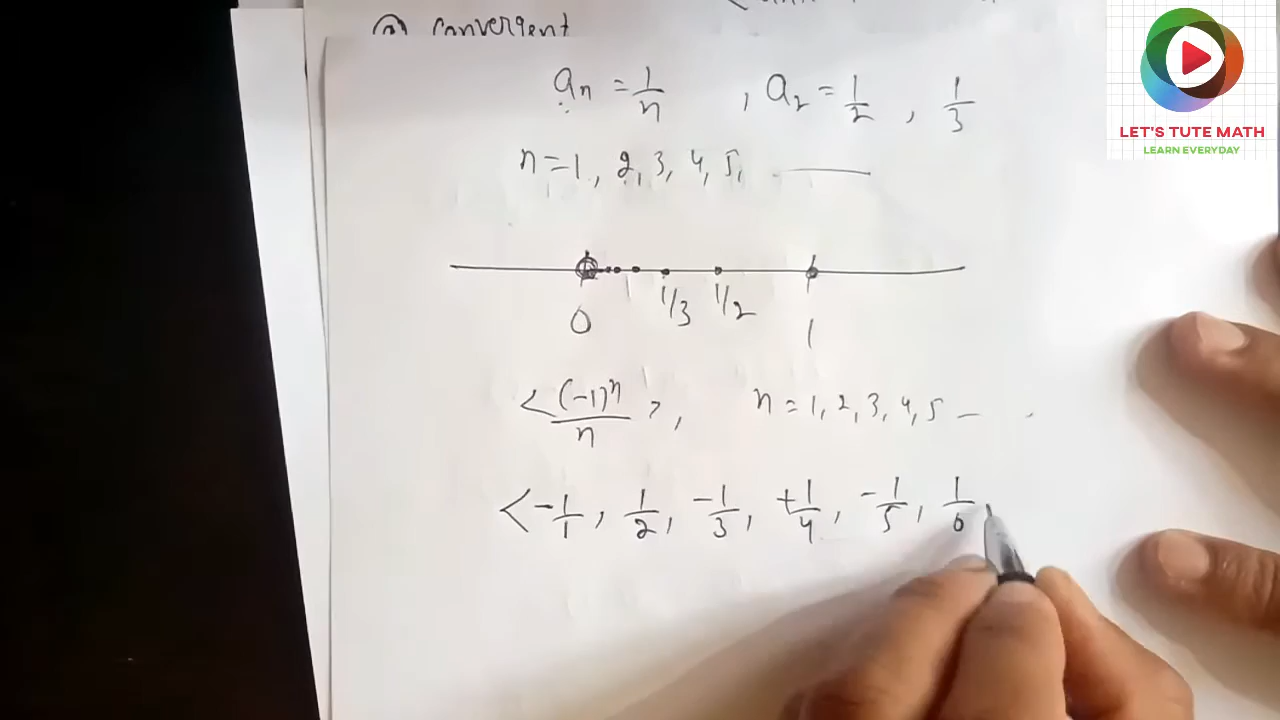 ② convergent
aₙ = 1/n , a₂ = 1/2 , 1/3
n = 1, 2, 3, 4, 5, ——
0 1/3 1/2 1
< (-1)ⁿ/n > , n = 1, 2, 3, 4, 5 –
< -1/1, 1/2, -1/3, +1/4, -1/5, 1/6
LET'S TUTE MATH
LEARN EVERYDAY